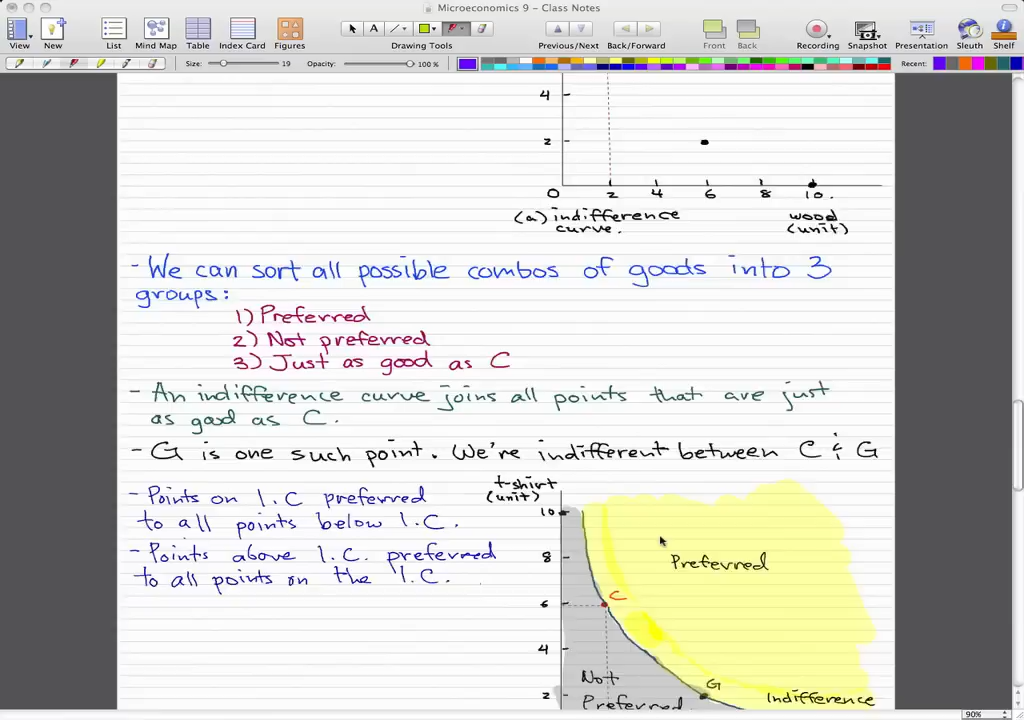 Microeconomics 9 – Class Notes
View New List Mind Map Table Index Card Figures Drawing Tools Previous/Next Back/Forward Front Back Recording Snapshot Presentation Sleuth Shelf
Size: 19 Opacity: 100 % Recent:
4
2
0 2 4 6 8 10.
(a) indifference curve.
wood (unit)
- We can sort all possible combos of goods into 3
groups:
1) Preferred
2) Not preferred
3) Just as good as C
- An indifference curve joins all points that are just
as good as C.
- G is one such point. We're indifferent between C & G
- Points on I.C preferred
to all points below I.C.
- Points above I.C. preferred
to all points on the I.C.
t-shirt
(unit)
10
8
Preferred
6
C
4
2
Not
Preferred
G
Indifference
90%